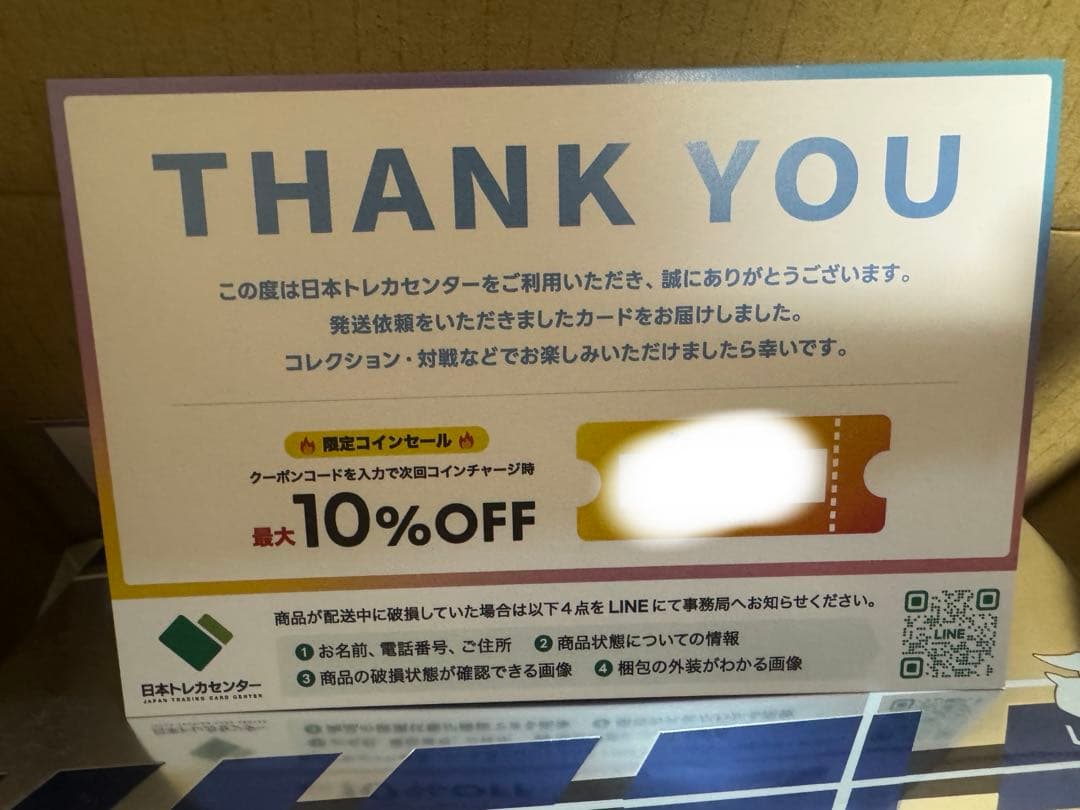 THANK YOU
この度は日本トレカセンターをご利用いただき、誠にありがとうございます。
発送依頼をいただきましたカードをお届けしました。
コレクション・対戦などでお楽しみいただけましたら幸いです。
限定コインセール
クーポンコードを入力で次回コインチャージ時
最大10%OFF
商品が配送中に破損していた場合は以下4点をLINEにて事務局へお知らせください。
1 お名前、電話番号、ご住所 2 商品状態についての情報
3 商品の破損状態が確認できる画像 4 梱包の外装がわかる画像
LINE
日本トレカセンター
JAPAN TRADING CARD CENTER